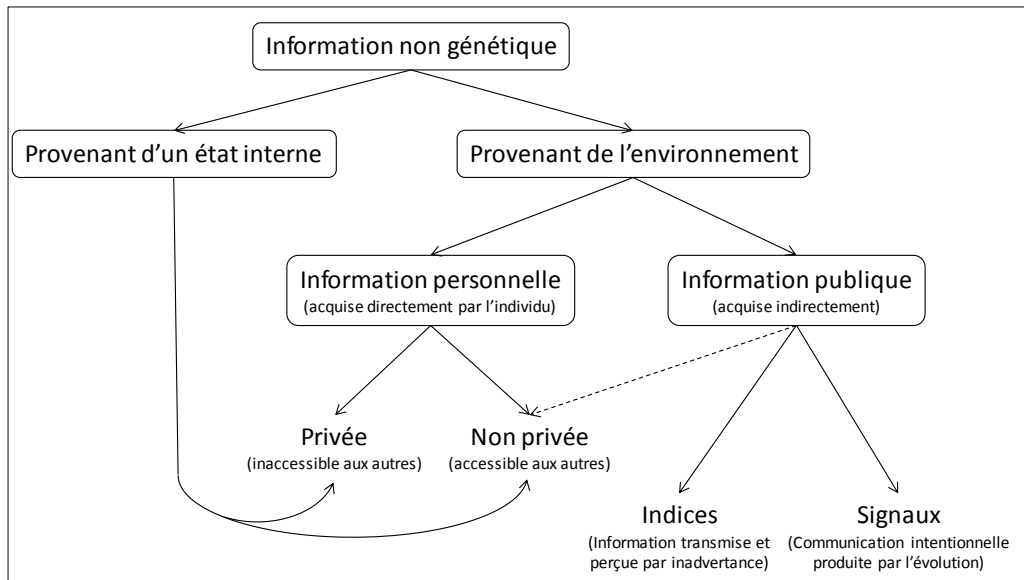 Information non génétique
Provenant d'un état interne
Provenant de l'environnement
Information personnelle
(acquise directement par l'individu)
Information publique
(acquise indirectement)
Privée
(inaccessible aux autres)
Non privée
(accessible aux autres)
Indices
(Information transmise et
perçue par inadvertance)
Signaux
(Communication intentionnelle
produite par l'évolution)